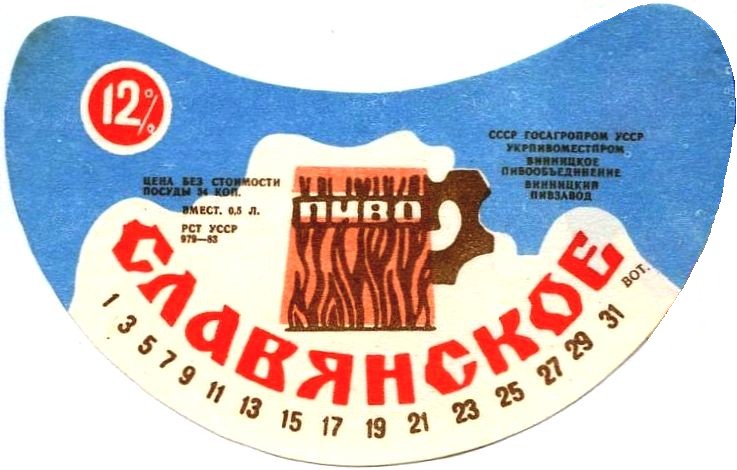 12%
СССР ГОСАГРОПРОМ УССР
УКРПИВОМЕСТПРОМ
ВИННИЦКОЕ
ПИВООБЪЕДИНЕНИЕ
ВИННИЦКИЙ
ПИВЗАВОД
ЦЕНА БЕЗ СТОИМОСТИ
ПОСУДЫ 34 КОП.
ВМЕСТ. 0,5 Л.
РСТ УССР
979—83
ПИВО
СЛАВЯНСКОЕ
1 3 5 7 9 11 13 15 17 19 21 23 25 27 29 31 ВОТ.